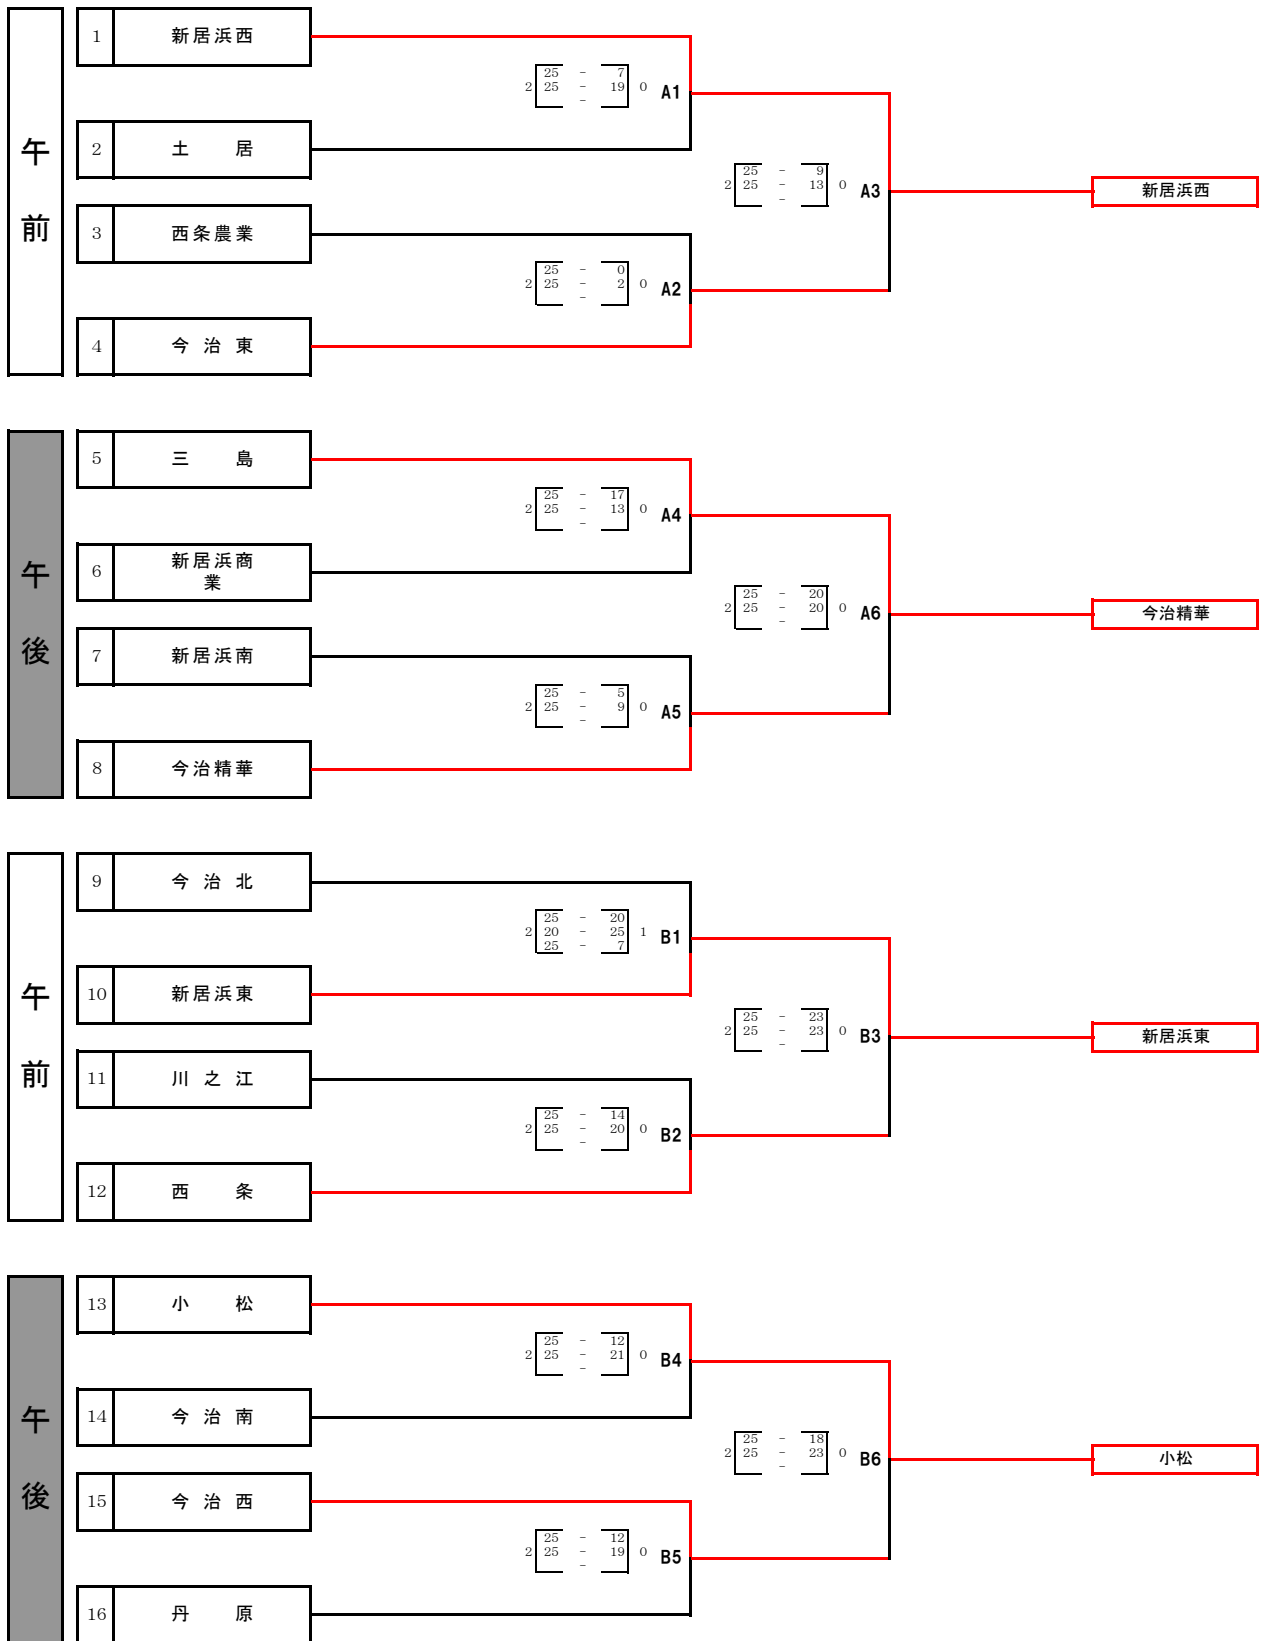 午前
1 新居浜西
25 - 7
2 25 - 19 0 A1
-
2 土 居
25 - 9
2 25 - 13 0 A3
-
新居浜西
3 西条農業
25 - 0
2 25 - 2 0 A2
-
4 今治東
午後
5 三 島
25 - 17
2 25 - 13 0 A4
-
6 新居浜商
業
25 - 20
2 25 - 20 0 A6
-
今治精華
7 新居浜南
25 - 5
2 25 - 9 0 A5
-
8 今治精華
午前
9 今治北
25 - 20
2 20 - 25 1 B1
25 - 7
10 新居浜東
25 - 23
2 25 - 23 0 B3
-
新居浜東
11 川之江
25 - 14
2 25 - 20 0 B2
-
12 西 条
午後
13 小 松
25 - 12
2 25 - 21 0 B4
-
14 今治南
25 - 18
2 25 - 23 0 B6
-
小松
15 今治西
25 - 12
2 25 - 19 0 B5
-
16 丹 原